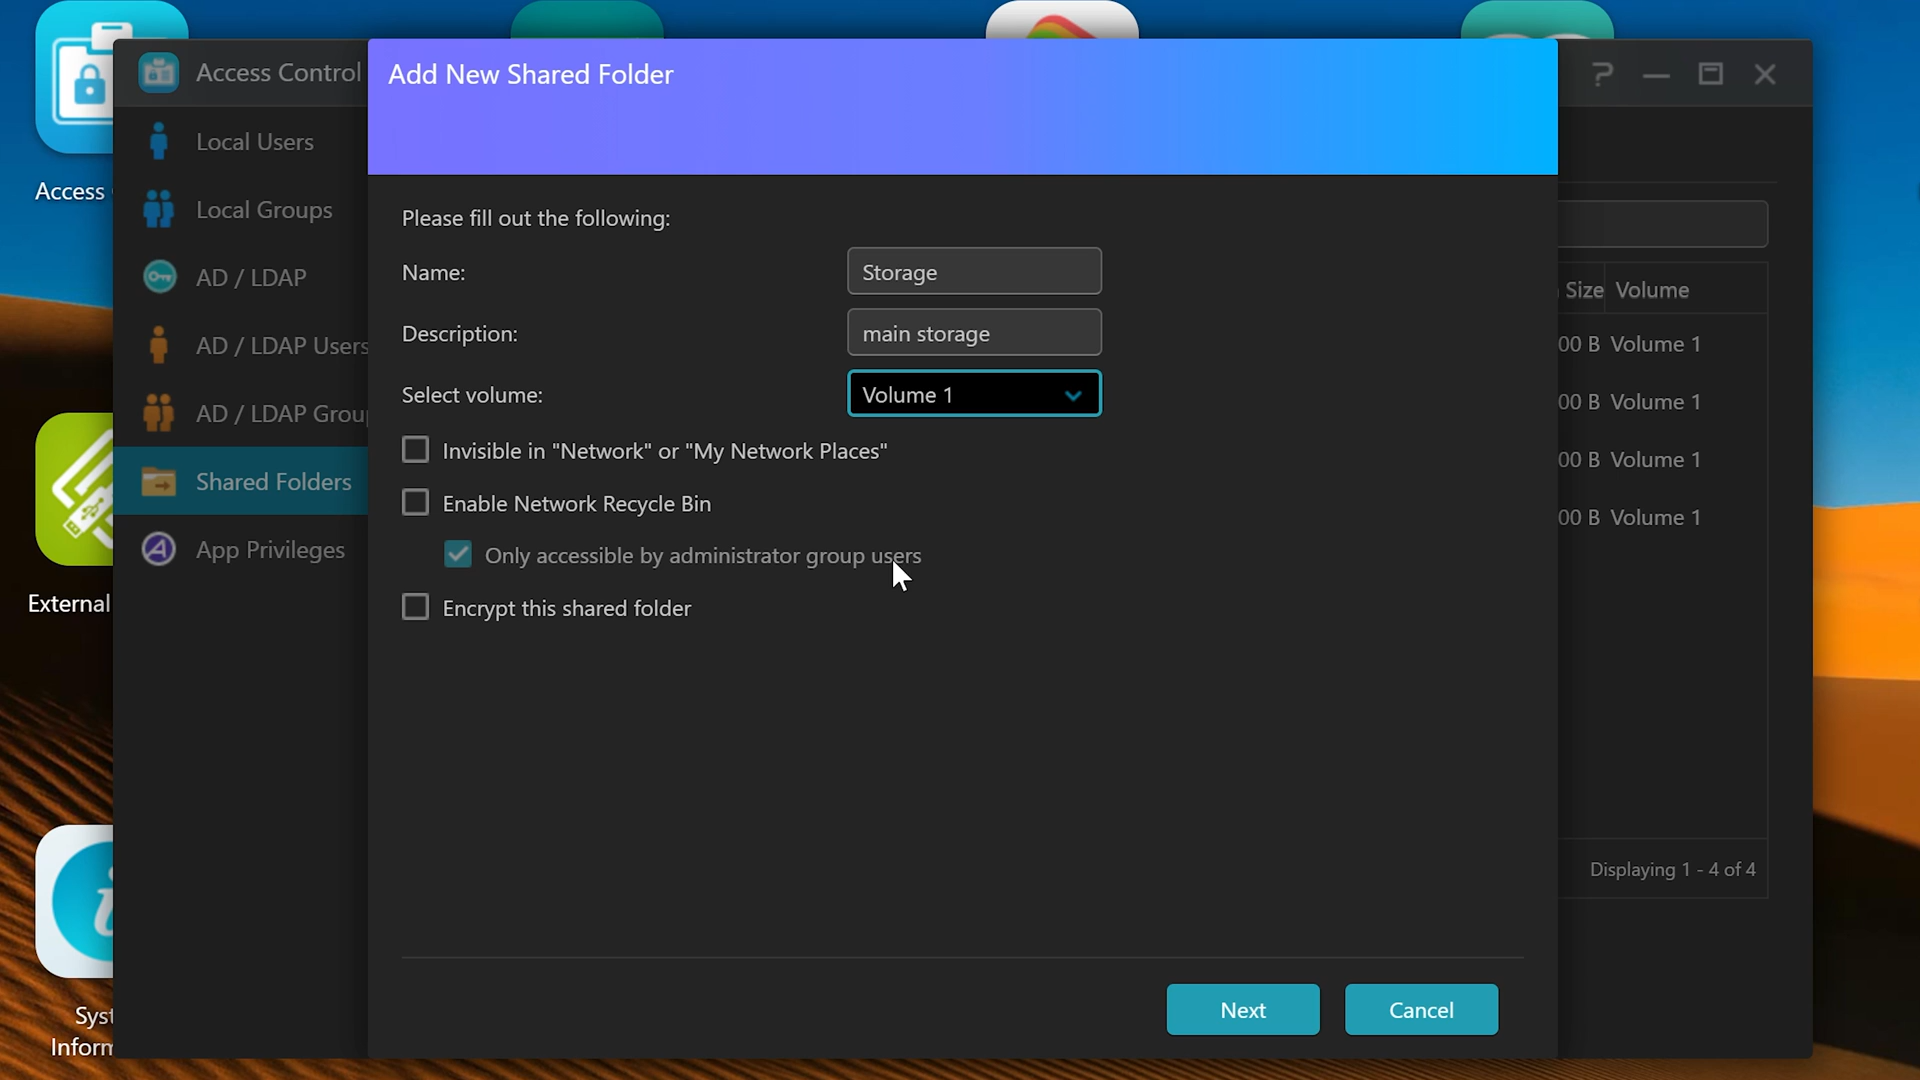 Access Control
Add New Shared Folder
Local Users
Local Groups
AD / LDAP
AD / LDAP Users
AD / LDAP
Shared Folders
App Privileges
Please fill out the following:
Name: Storage
Description: main storage
Select volume: Volume 1
Invisible in "Network" or "My Network Places"
Enable Network Recycle Bin
Only accessible by administrator group users
Encrypt this shared folder
Next Cancel
Size Volume
00 B Volume 1
00 B Volume 1
00 B Volume 1
00 B Volume 1
Displaying 1 - 4 of 4
Access
External